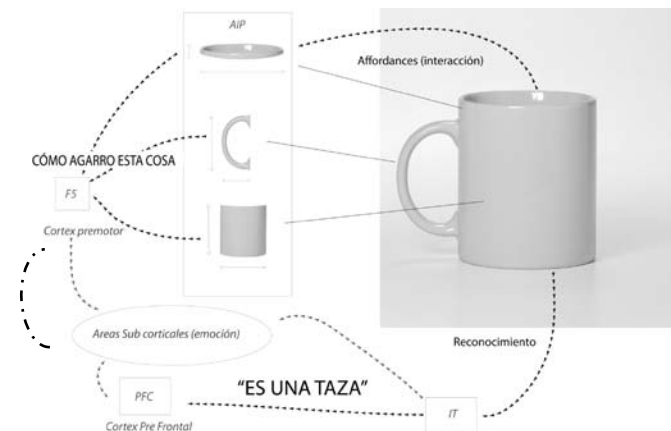 AIP
Affordances (interacción)
CÓMO AGARRO ESTA COSA
F5
Cortex premotor
Areas Sub corticales (emoción)
Reconocimiento
"ES UNA TAZA"
PFC
IT
Cortex Pre Frontal